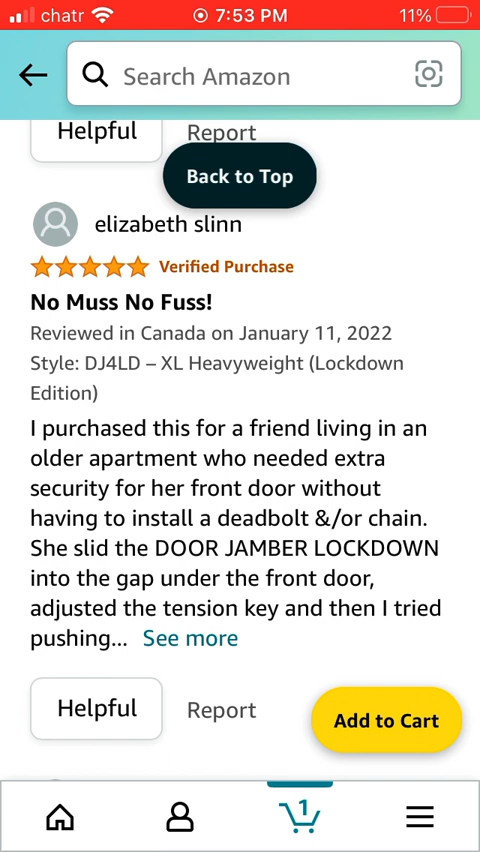 chatr 7:53 PM 11%
Search Amazon
Helpful Report
Back to Top
elizabeth slinn
Verified Purchase
No Muss No Fuss!
Reviewed in Canada on January 11, 2022
Style: DJ4LD – XL Heavyweight (Lockdown
Edition)
I purchased this for a friend living in an
older apartment who needed extra
security for her front door without
having to install a deadbolt &/or chain.
She slid the DOOR JAMBER LOCKDOWN
into the gap under the front door,
adjusted the tension key and then I tried
pushing... See more
Helpful Report
Add to Cart
1